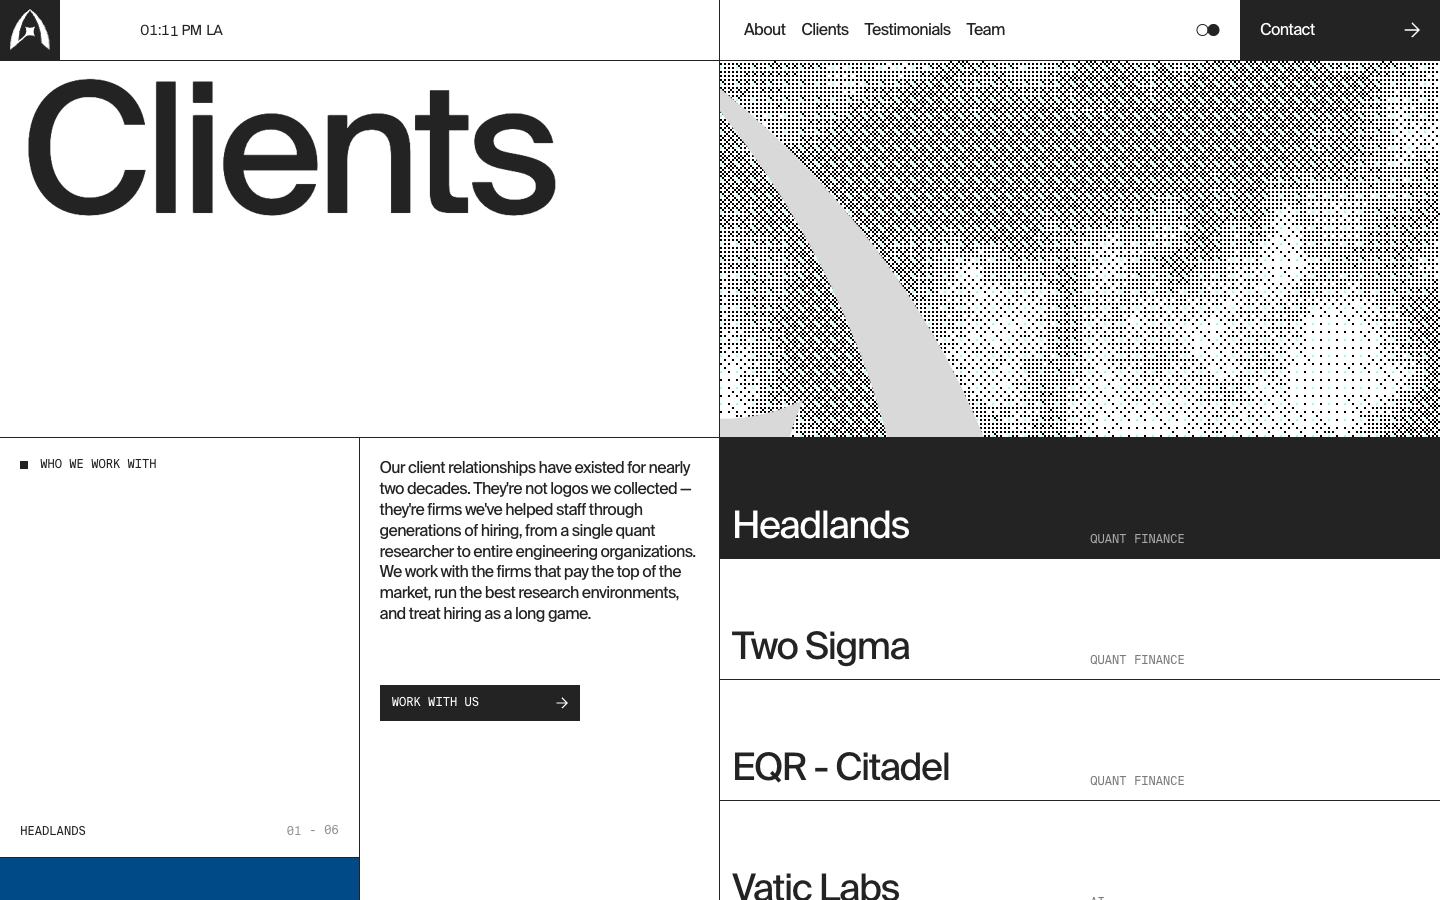 01:11 PM LA
About
Clients
Testimonials
Team
Contact
Clients
WHO WE WORK WITH
Our client relationships have existed for nearly
two decades. They're not logos we collected —
they're firms we've helped staff through
generations of hiring, from a single quant
researcher to entire engineering organizations.
We work with the firms that pay the top of the
market, run the best research environments,
and treat hiring as a long game.
WORK WITH US
HEADLANDS
01 - 06
Headlands
QUANT FINANCE
Two Sigma
QUANT FINANCE
EQR - Citadel
QUANT FINANCE
Vatic Labs